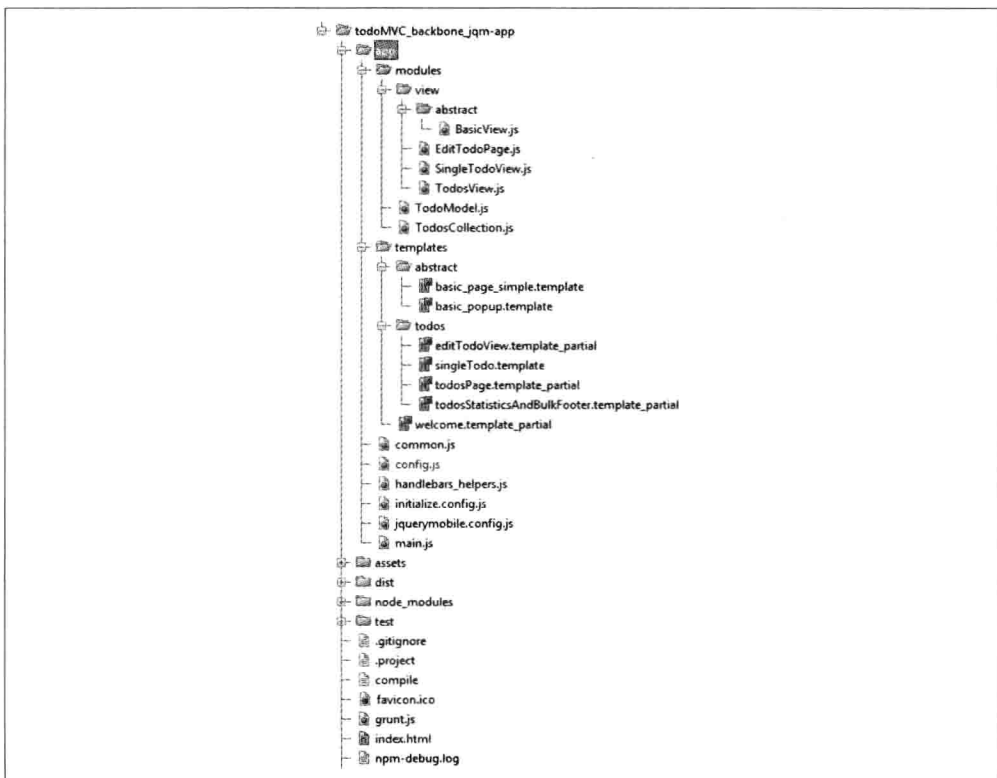 todoMVC_backbone_jqm-app
app
modules
view
abstract
BasicView.js
EditTodoPage.js
SingleTodoView.js
TodosView.js
TodoModel.js
TodosCollection.js
templates
abstract
basic_page_simple.template
basic_popup.template
todos
editTodoView.template_partial
singleTodo.template
todosPage.template_partial
todosStatisticsAndBulkFooter.template_partial
welcome.template_partial
common.js
config.js
handlebars_helpers.js
initialize.config.js
jquerymobile.config.js
main.js
assets
dist
node_modules
test
.gitignore
.project
compile
favicon.ico
grunt.js
index.html
npm-debug.log